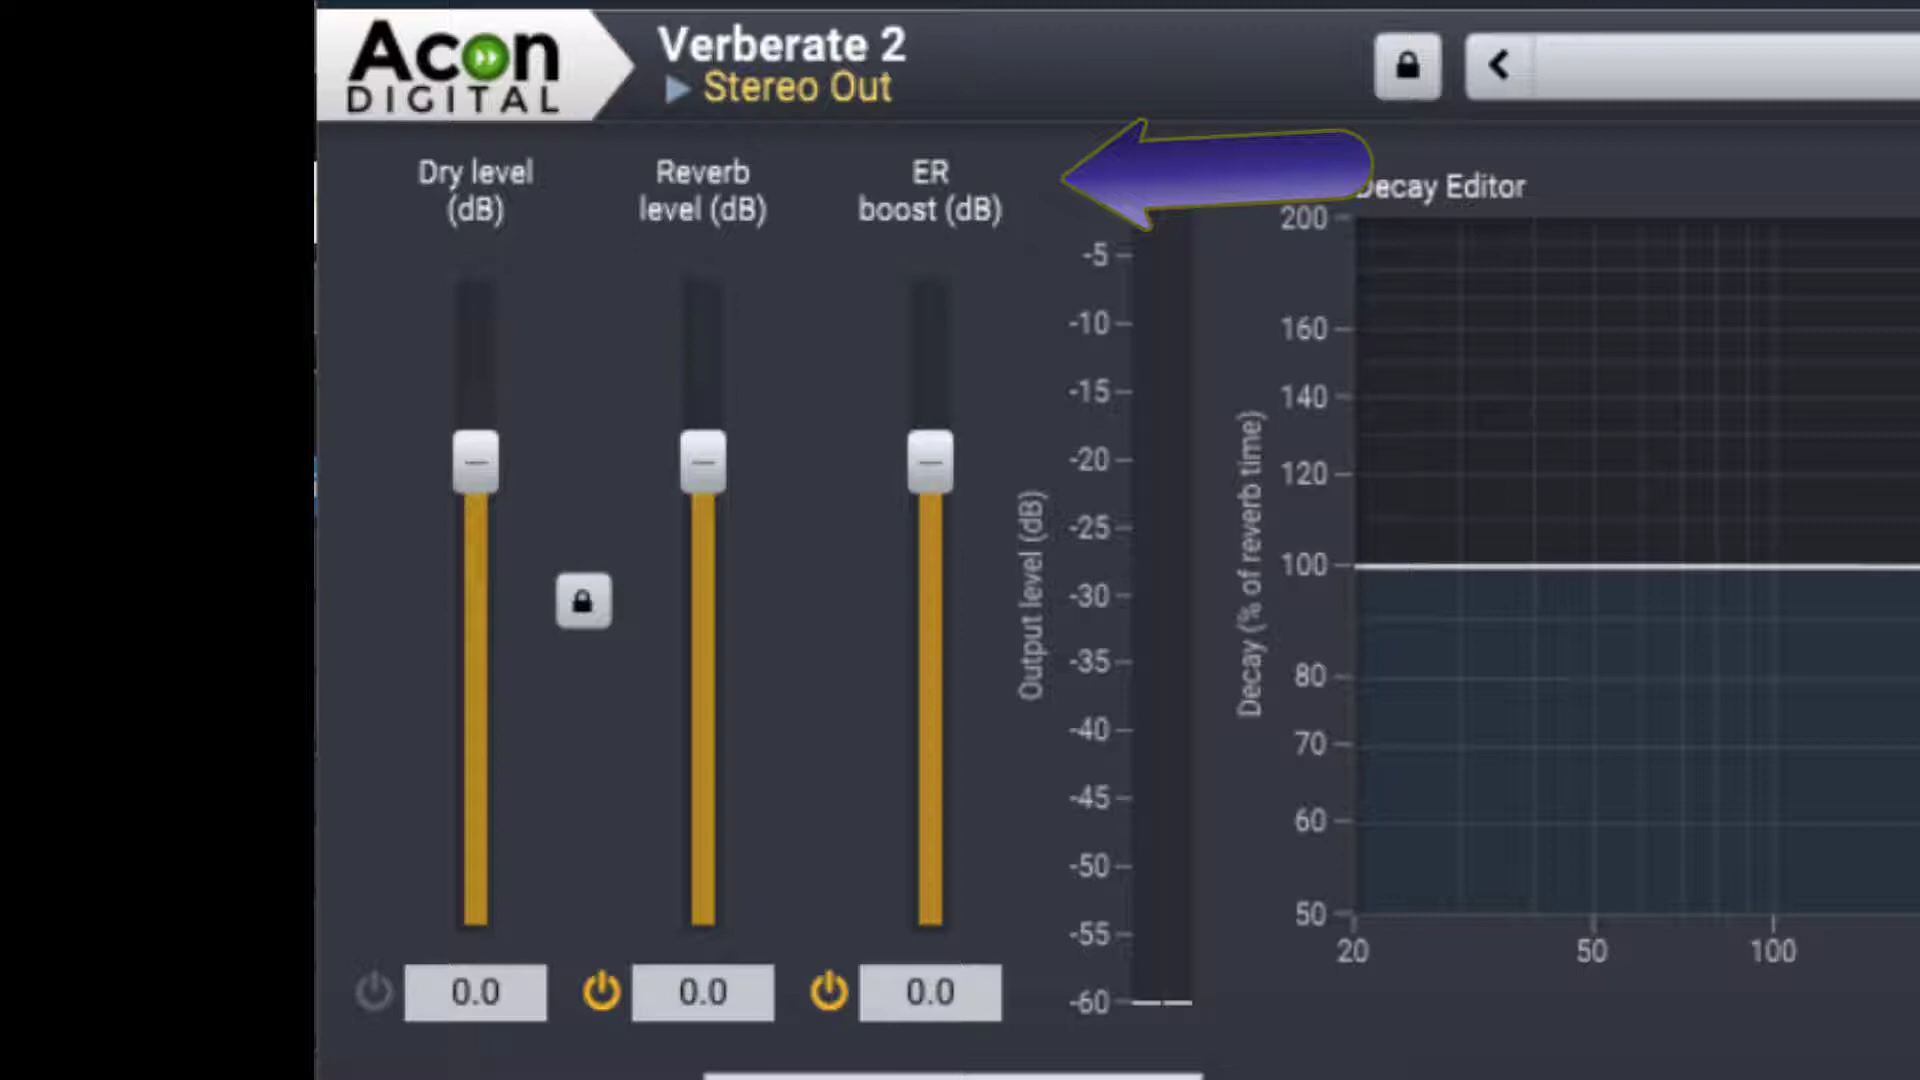 Acon
DIGITAL
Verberate 2
Stereo Out
Dry level
(dB)
Reverb
level (dB)
ER
boost (dB)
0.0
0.0
0.0
Output level (dB)
-5
-10
-15
-20
-25
-30
-35
-40
-45
-50
-55
-60
Decay Editor
Decay (% of reverb time)
200
160
140
120
100
80
70
60
50
20
50
100